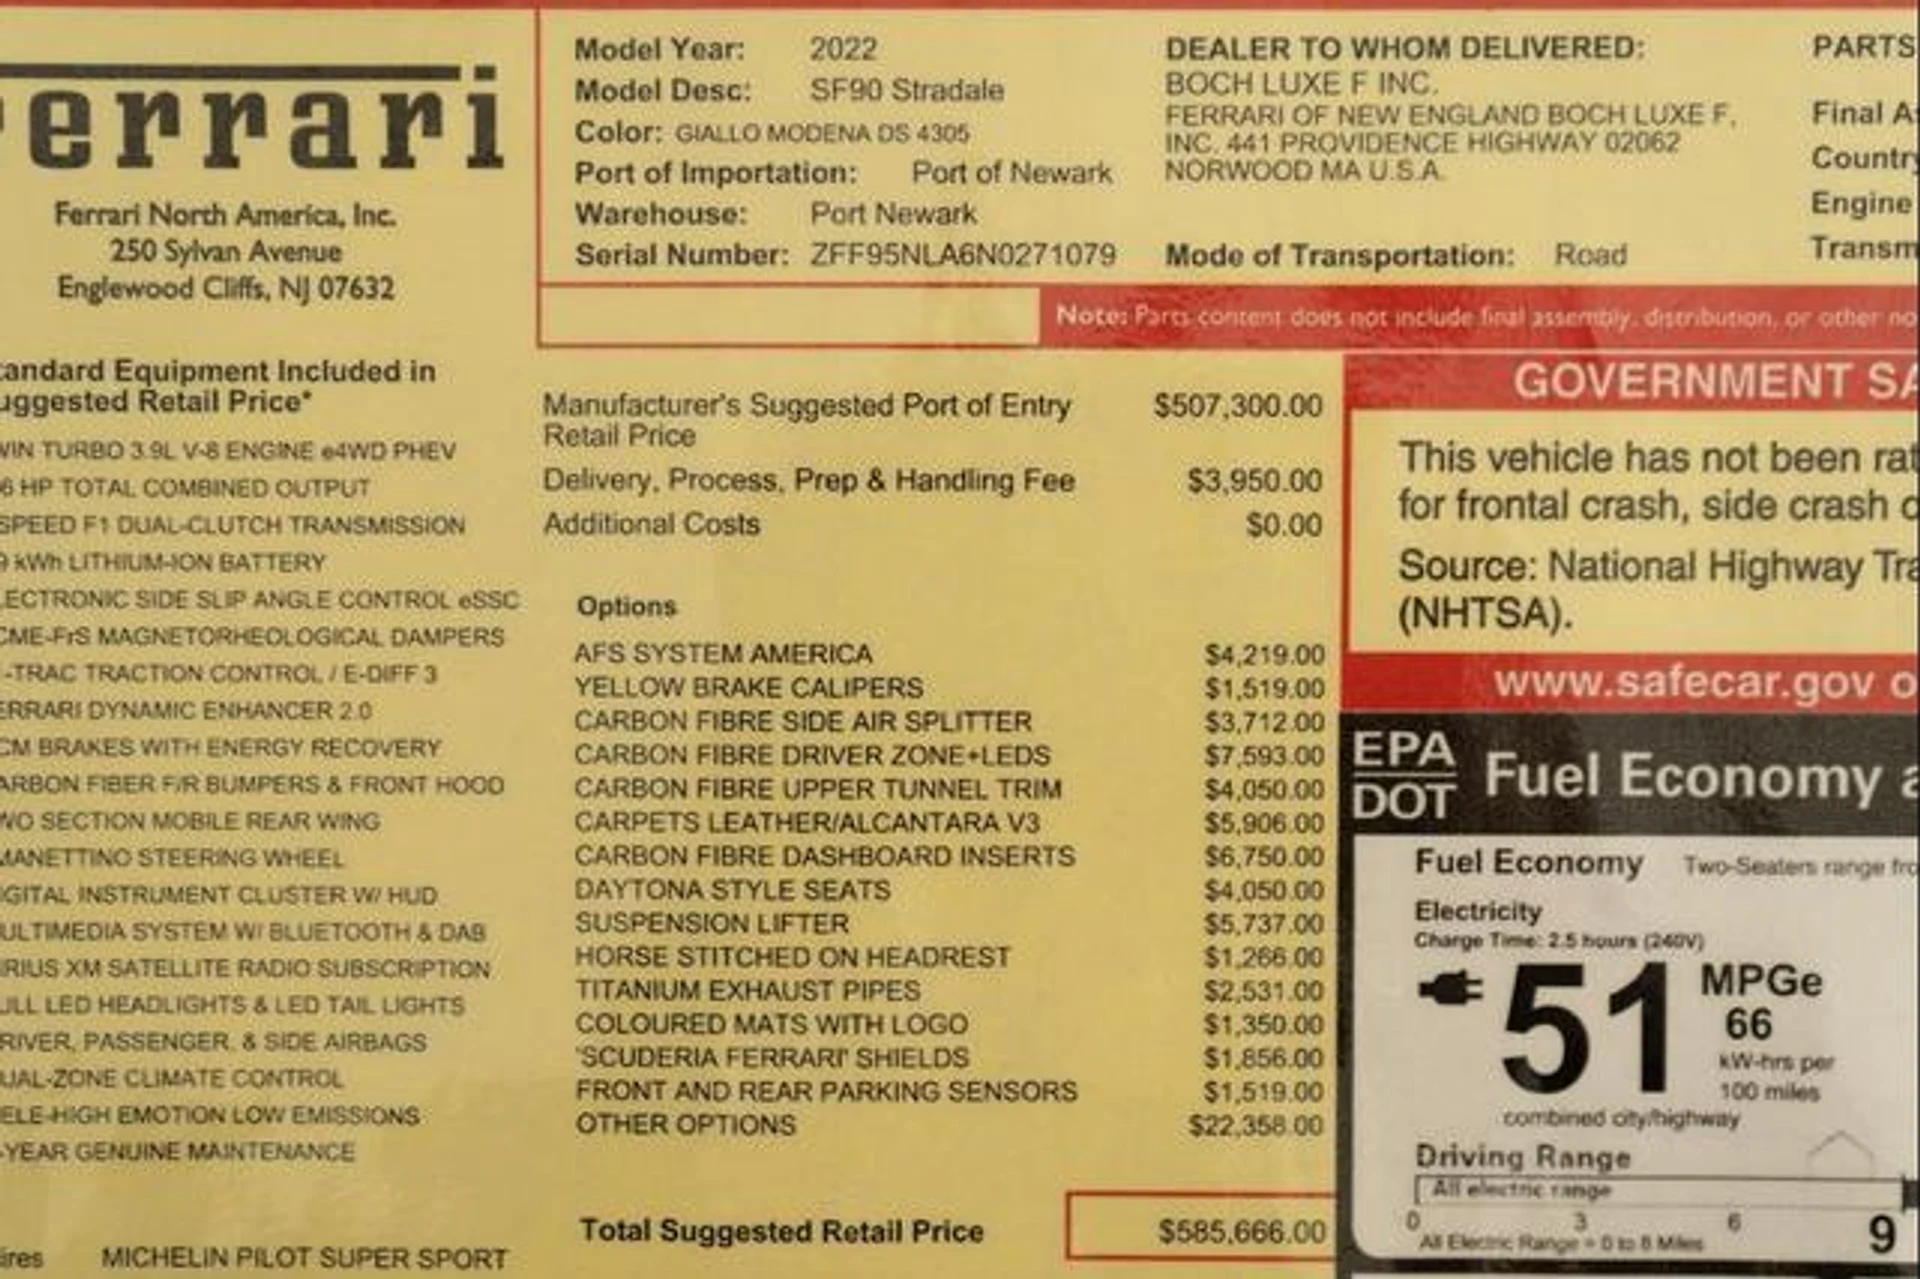 errari
Ferrari North America, Inc.
250 Sylvan Avenue
Englewood Cliffs, NJ 07632
Model Year: 2022
Model Desc: SF90 Stradale
Color: GIALLO MODENA DS 4305
Port of Importation: Port of Newark
Warehouse: Port Newark
Serial Number: ZFF95NLA6N0271079
DEALER TO WHOM DELIVERED:
BOCH LUXE F INC.
FERRARI OF NEW ENGLAND BOCH LUXE F,
INC. 441 PROVIDENCE HIGHWAY 02062
NORWOOD MA U.S.A.
Mode of Transportation: Road
PARTS
Final As
Country
Engine
Transm
Note: Parts content does not include final assembly, distribution, or other no
tandard Equipment Included in
uggested Retail Price*
WIN TURBO 3.9L V-8 ENGINE e4WD PHEV
6 HP TOTAL COMBINED OUTPUT
SPEED F1 DUAL-CLUTCH TRANSMISSION
9 kWh LITHIUM-ION BATTERY
LECTRONIC SIDE SLIP ANGLE CONTROL eSSC
CME-FrS MAGNETORHEOLOGICAL DAMPERS
-TRAC TRACTION CONTROL / E-DIFF 3
ERRARI DYNAMIC ENHANCER 2.0
CM BRAKES WITH ENERGY RECOVERY
ARBON FIBER F/R BUMPERS & FRONT HOOD
WO SECTION MOBILE REAR WING
MANETTINO STEERING WHEEL
IGITAL INSTRUMENT CLUSTER W/ HUD
ULTIMEDIA SYSTEM W/ BLUETOOTH & DAB
IRIUS XM SATELLITE RADIO SUBSCRIPTION
ULL LED HEADLIGHTS & LED TAIL LIGHTS
RIVER, PASSENGER, & SIDE AIRBAGS
UAL-ZONE CLIMATE CONTROL
ELE-HIGH EMOTION LOW EMISSIONS
-YEAR GENUINE MAINTENANCE
ires MICHELIN PILOT SUPER SPORT
Manufacturer's Suggested Port of Entry $507,300.00
Retail Price
Delivery, Process, Prep & Handling Fee $3,950.00
Additional Costs $0.00
Options
AFS SYSTEM AMERICA $4,219.00
YELLOW BRAKE CALIPERS $1,519.00
CARBON FIBRE SIDE AIR SPLITTER $3,712.00
CARBON FIBRE DRIVER ZONE+LEDS $7,593.00
CARBON FIBRE UPPER TUNNEL TRIM $4,050.00
CARPETS LEATHER/ALCANTARA V3 $5,906.00
CARBON FIBRE DASHBOARD INSERTS $6,750.00
DAYTONA STYLE SEATS $4,050.00
SUSPENSION LIFTER $5,737.00
HORSE STITCHED ON HEADREST $1,266.00
TITANIUM EXHAUST PIPES $2,531.00
COLOURED MATS WITH LOGO $1,350.00
'SCUDERIA FERRARI' SHIELDS $1,856.00
FRONT AND REAR PARKING SENSORS $1,519.00
OTHER OPTIONS $22,358.00
Total Suggested Retail Price $585,666.00
GOVERNMENT SA
This vehicle has not been rat
for frontal crash, side crash o
Source: National Highway Tra
(NHTSA).
www.safecar.gov o
EPA
DOT Fuel Economy a
Fuel Economy Two-Seaters range fro
Electricity
Charge Time: 2.5 hours (240V)
51 MPGe
66
kW-hrs per
100 miles
combined city/highway
Driving Range
All electric range
0 3 6 9
All Electric Range = 0 to 8 Miles